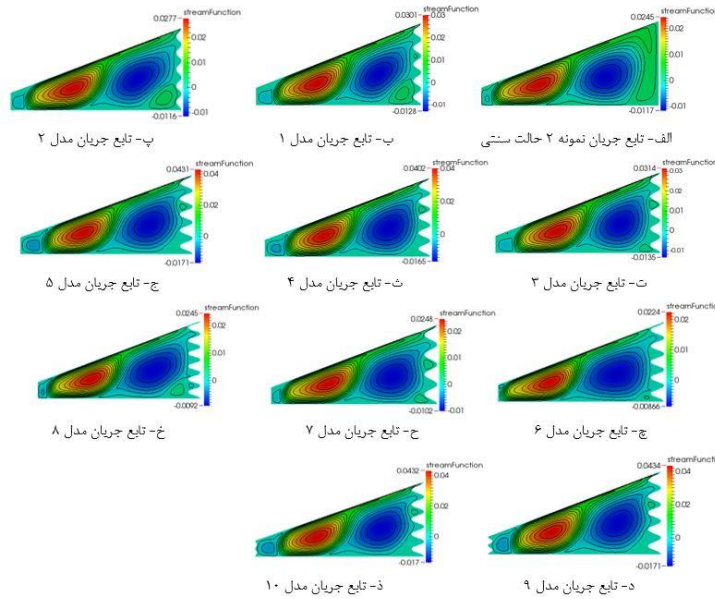 streamFunction
0.0245
0.02
0.01
0
-0.01
-0.0117
الف- تابع جریان نمونه ۲ حالت سنتی
streamFunction
0.0301
0.03
0.02
0.01
0
-0.01
-0.0128
ب- تابع جریان مدل ۱
streamFunction
0.0277
0.02
0.01
0
-0.01
-0.0116
پ- تابع جریان مدل ۲
streamFunction
0.0314
0.03
0.02
0.01
0
-0.01
-0.0135
ت- تابع جریان مدل ۳
streamFunction
0.0402
0.04
0.02
0
-0.0165
ث- تابع جریان مدل ۴
streamFunction
0.0431
0.04
0.02
0
-0.0171
ج- تابع جریان مدل ۵
streamFunction
0.0224
0.02
0.01
0
-0.00866
چ- تابع جریان مدل ۶
streamFunction
0.0248
0.02
0.01
0
-0.01
-0.0102
ح- تابع جریان مدل ۷
streamFunction
0.0245
0.02
0.01
0
-0.0092
خ- تابع جریان مدل ۸
streamFunction
0.0434
0.04
0.02
0
-0.0171
د- تابع جریان مدل ۹
streamFunction
0.0432
0.04
0.02
0
-0.017
ذ- تابع جریان مدل ۱۰